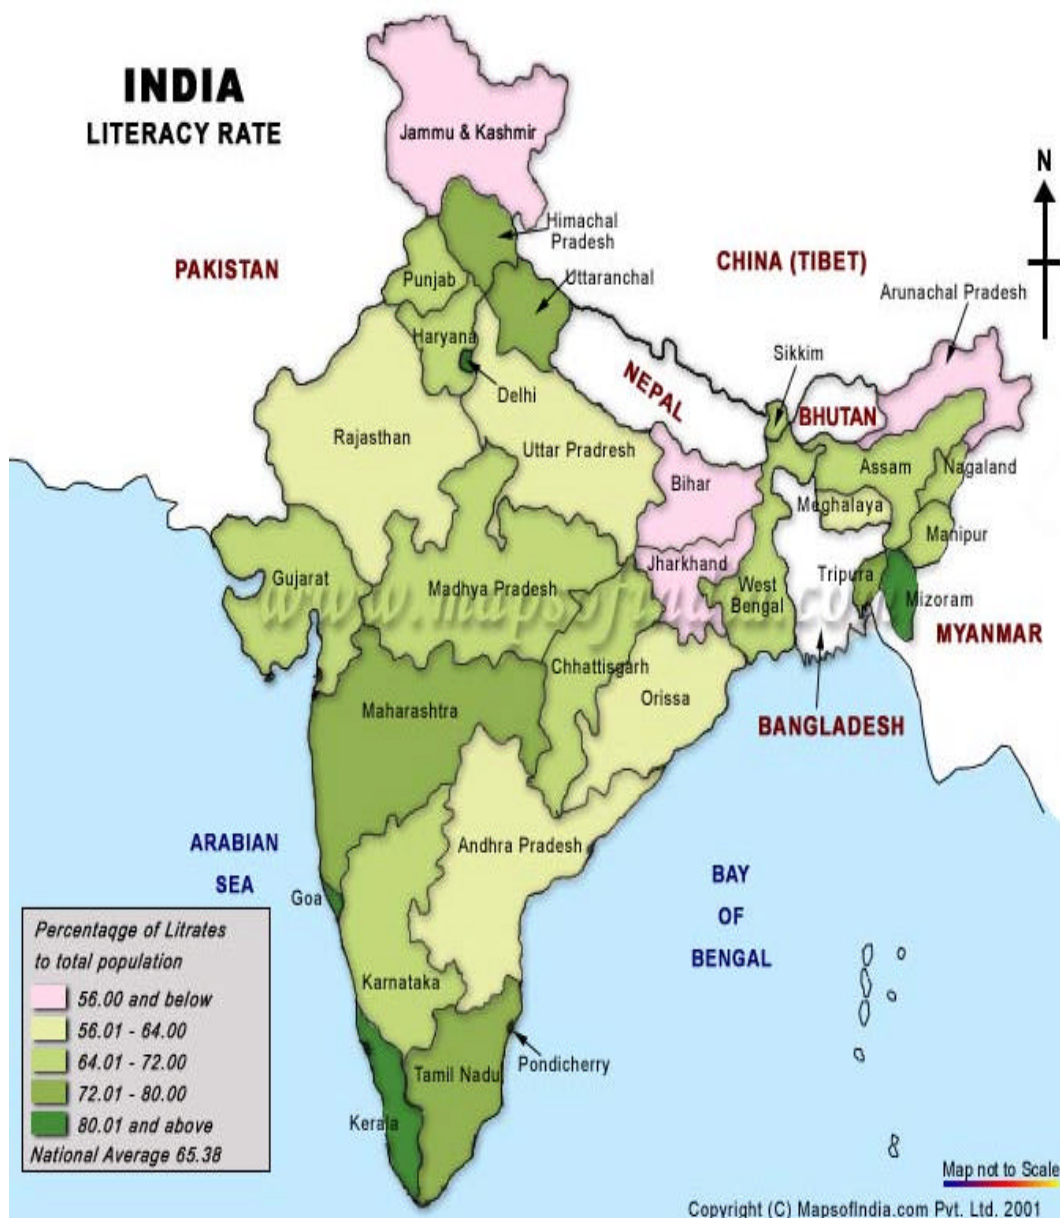 INDIA
LITERACY RATE
N
Jammu & Kashmir
Himachal
Pradesh
PAKISTAN
CHINA (TIBET)
Punjab
Uttaranchal
Arunachal Pradesh
Haryana
Sikkim
Delhi
NEPAL
BHUTAN
Rajasthan
Uttar Pradresh
Assam
Nagaland
Bihar
Meghalaya
Manipur
Jharkhand
Gujarat
Madhya Pradesh
West
Bengal
Tripura
Mizoram
www.mapsofindia.com
MYANMAR
Chhattisgarh
Orissa
Maharashtra
BANGLADESH
ARABIAN
SEA
Andhra Pradesh
BAY
OF
BENGAL
Goa
Karnataka
Pondicherry
Tamil Nadu
Kerala
Percentaqge of Litrates
to total population
56.00 and below
56.01 - 64.00
64.01 - 72.00
72.01 - 80.00
80.01 and above
National Average 65.38
Map not to Scale
Copyright (C) MapsofIndia.com Pvt. Ltd. 2001